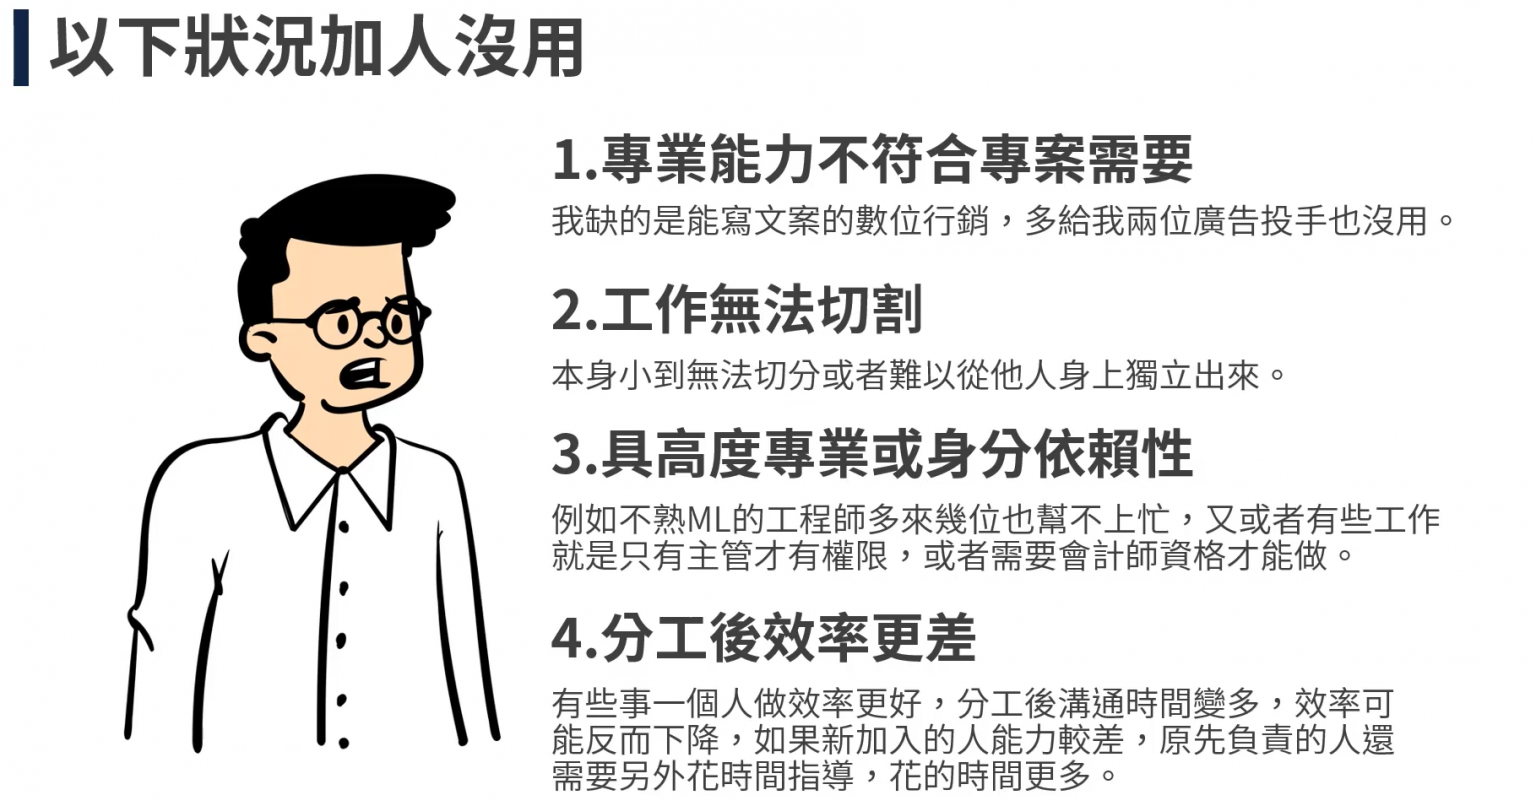 以下狀況加人沒用
1.專業能力不符合專案需要
我缺的是能寫文案的數位行銷，多給我兩位廣告投手也沒用。
2.工作無法切割
本身小到無法切分或者難以從他人身上獨立出來。
3.具高度專業或身分依賴性
例如不熟ML的工程師多來幾位也幫不上忙，又或者有些工作
就是只有主管才有權限，或者需要會計師資格才能做。
4.分工後效率更差
有些事一個人做效率更好，分工後溝通時間變多，效率可
能反而下降，如果新加入的人能力較差，原先負責的人還
需要另外花時間指導，花的時間更多。